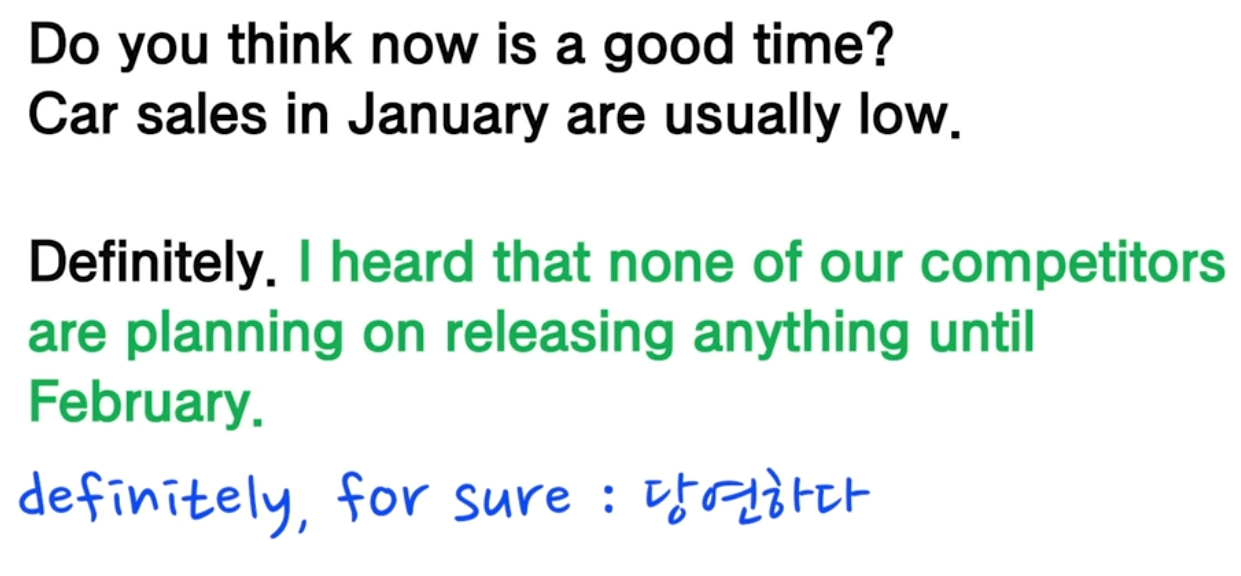 Do you think now is a good time?
Car sales in January are usually low.
Definitely. I heard that none of our competitors
are planning on releasing anything until
February.
definitely, for sure : 당연하다